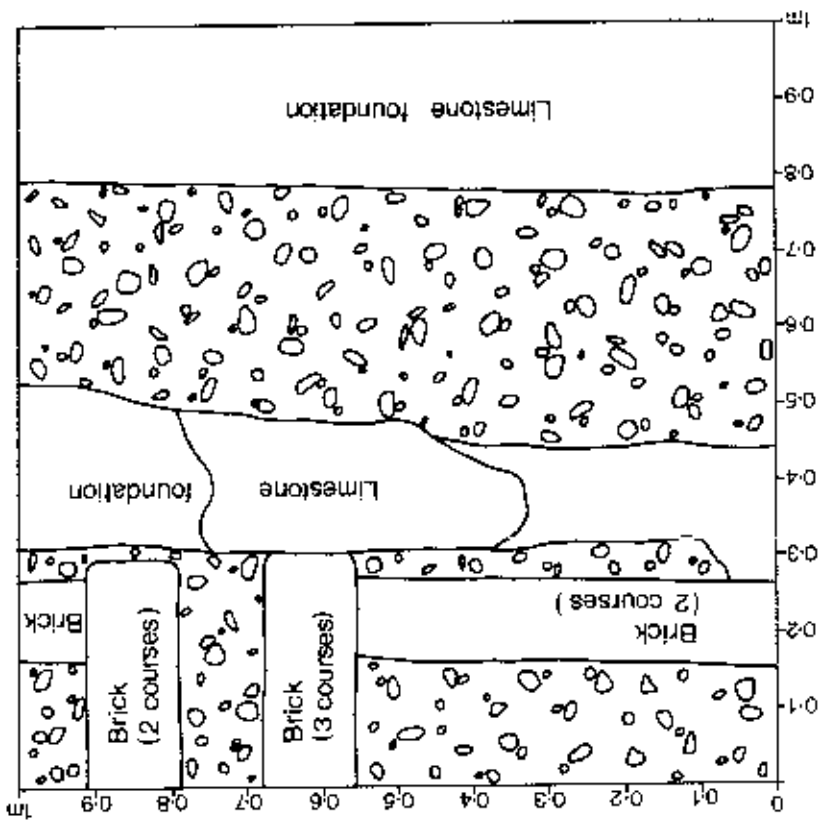 0·1 0·2 0·3 0·4 0·5 0·6 0·7 0·8 0·9 1m
0·1
0·2
0·3
0·4
0·5
0·6
0·7
0·8
0·9
1m
Brick
(2 courses)
Brick
(3 courses)
Brick
(2 courses)
Brick
Limestone foundation
Limestone foundation